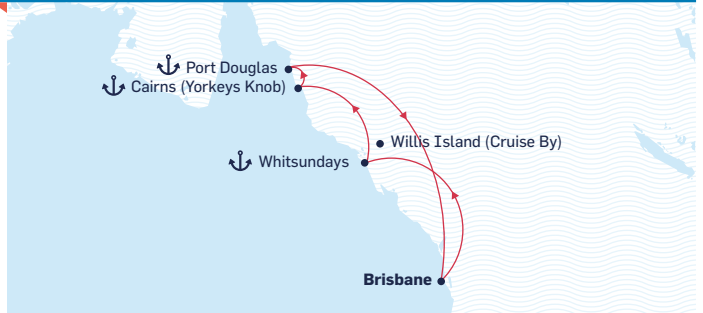 Port Douglas
Cairns (Yorkeys Knob)
Willis Island (Cruise By)
Whitsundays
Brisbane